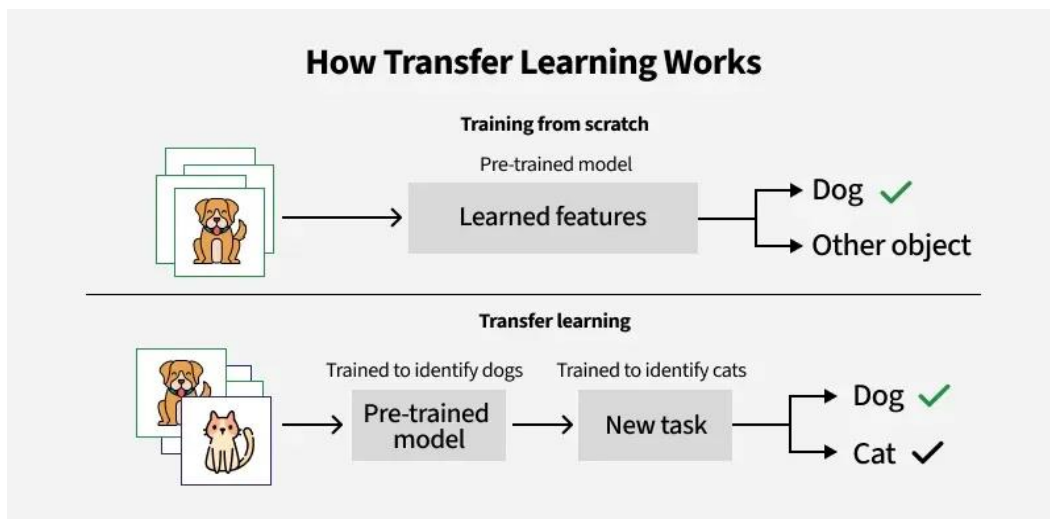 How Transfer Learning Works
Training from scratch
Pre-trained model
Learned features
Dog
Other object
Transfer learning
Trained to identify dogs
Trained to identify cats
Pre-trained
model
New task
Dog
Cat